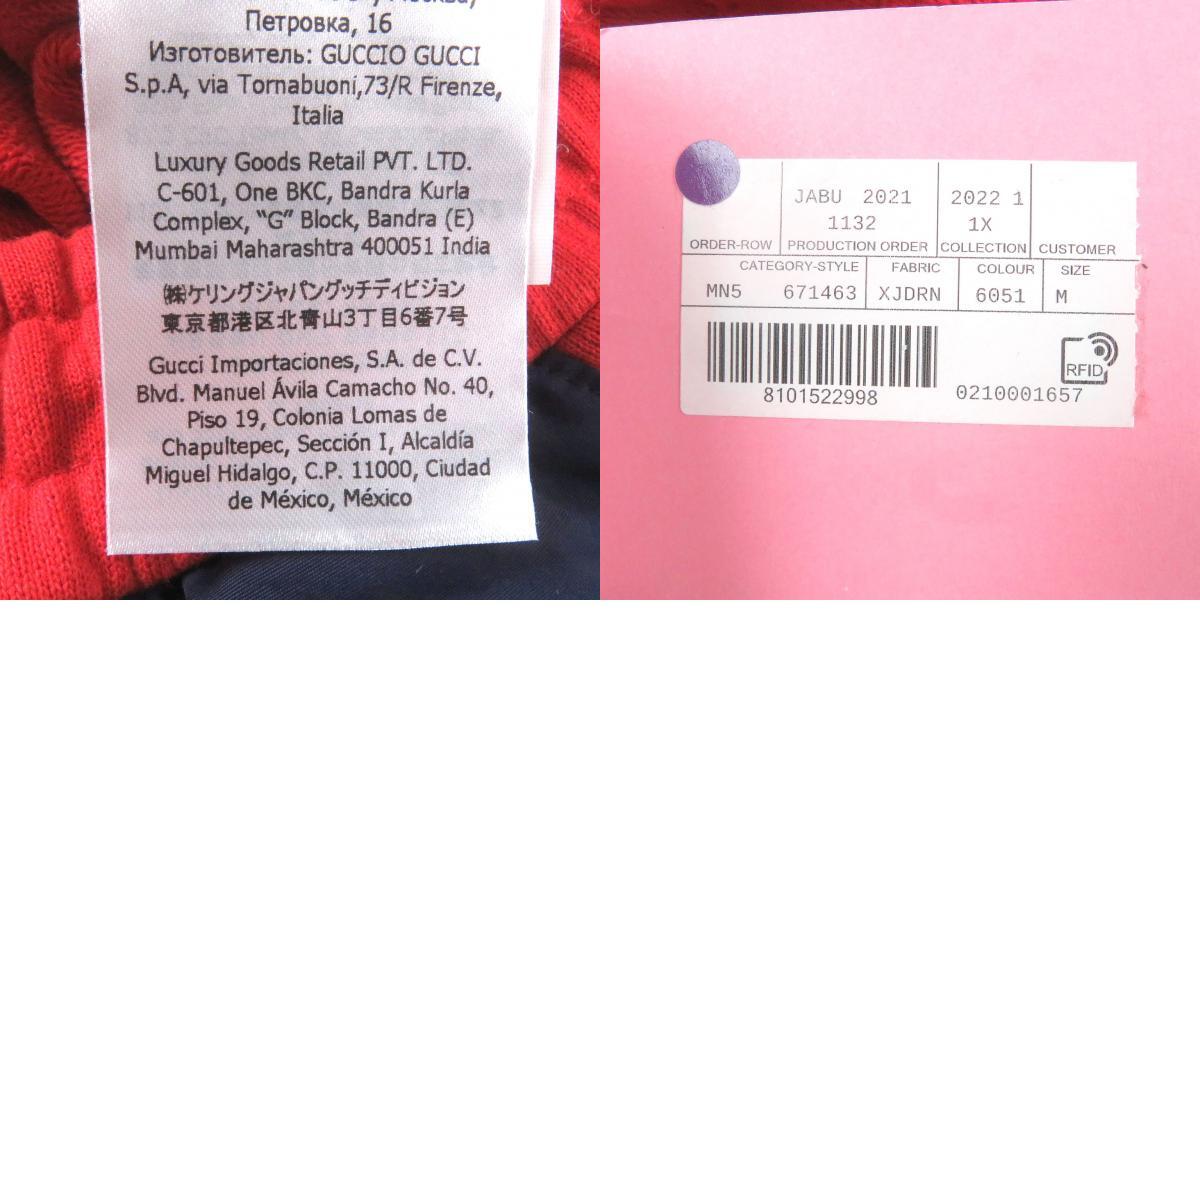 Петровка, 16
Изготовитель: GUCCIO GUCCI
S.p.A, via Tornabuoni,73/R Firenze,
Italia
Luxury Goods Retail PVT. LTD.
C-601, One BKC, Bandra Kurla
Complex, “G” Block, Bandra (E)
Mumbai Maharashtra 400051 India
㈱ケリングジャパングッチディビジョン
東京都港区北青山3丁目6番7号
Gucci Importaciones, S.A. de C.V.
Blvd. Manuel Ávila Camacho No. 40,
Piso 19, Colonia Lomas de
Chapultepec, Sección I, Alcaldía
Miguel Hidalgo, C.P. 11000, Ciudad
de México, México
JABU 2021 2022 1
1132 1X
ORDER-ROW PRODUCTION ORDER COLLECTION CUSTOMER
CATEGORY-STYLE FABRIC COLOUR SIZE
MN5 671463 XJDRN 6051 M
RFID
8101522998 0210001657